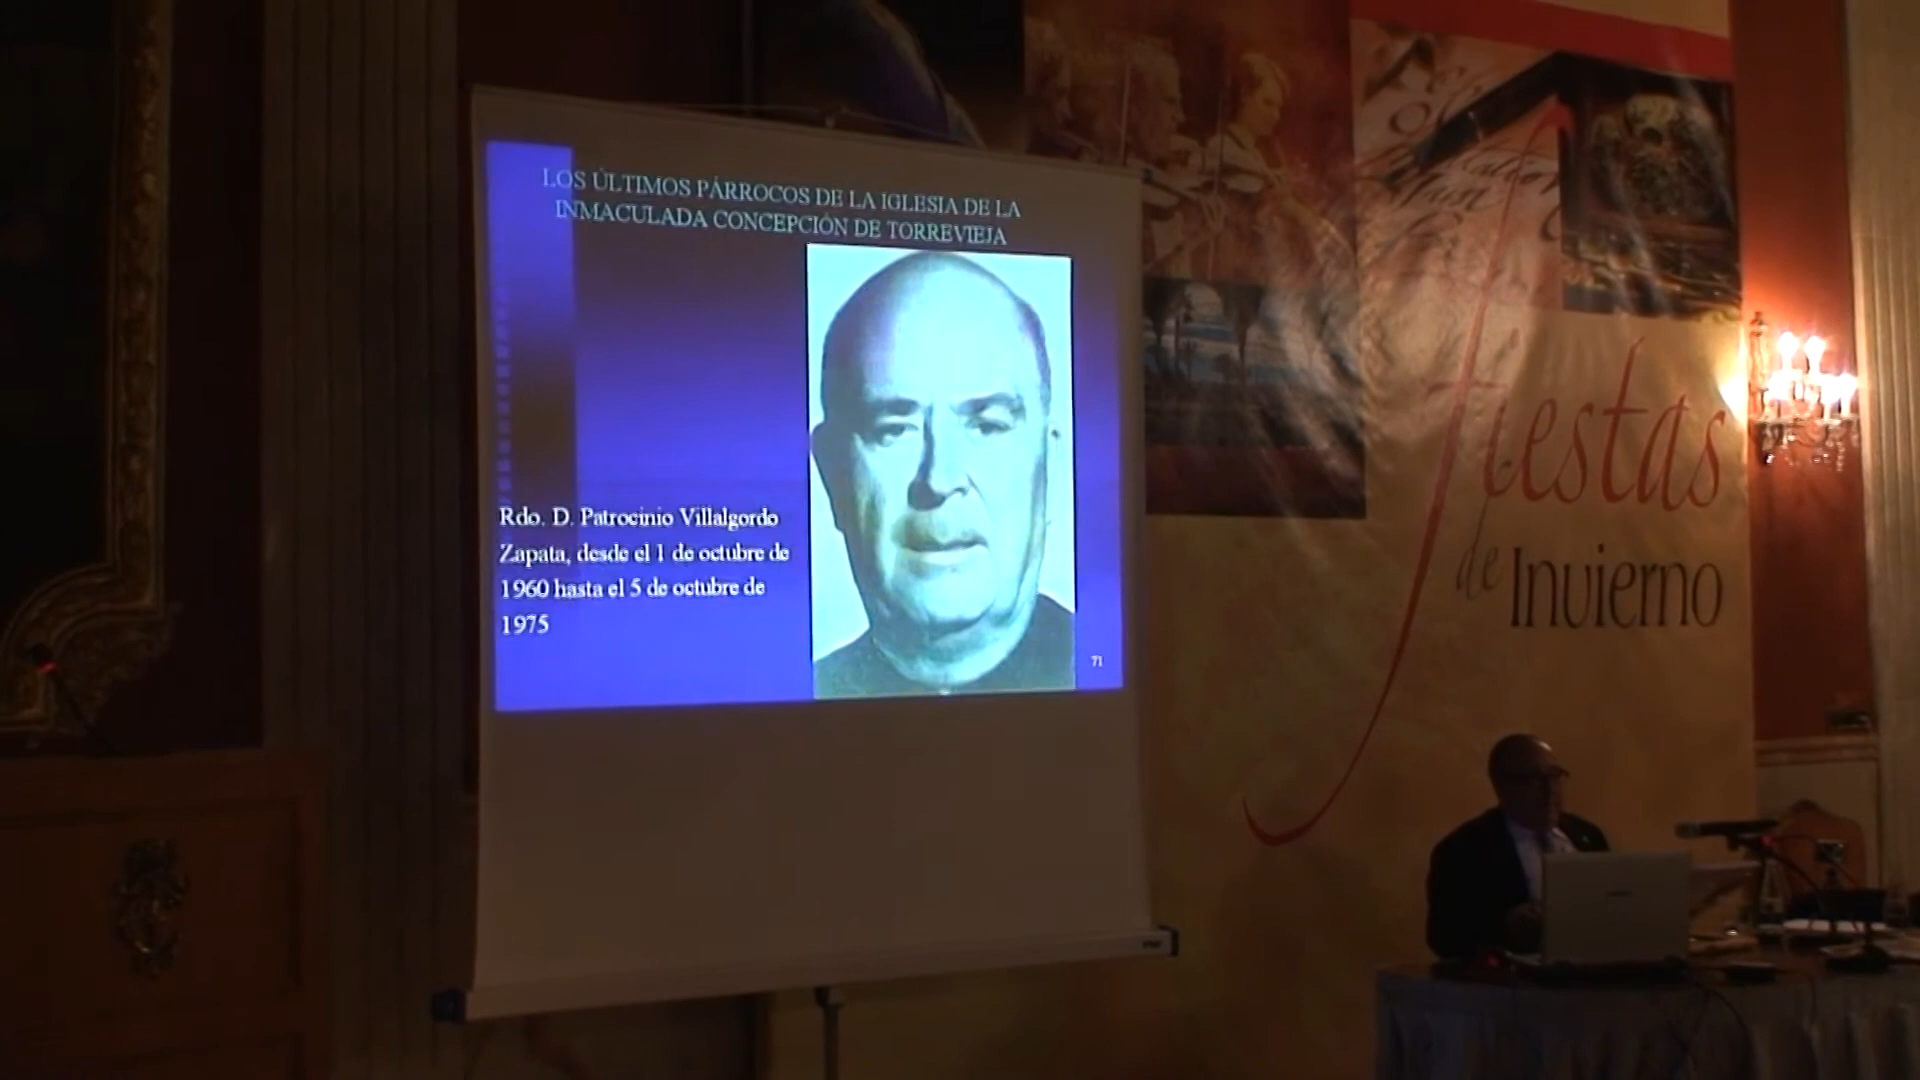 LOS ÚLTIMOS PÁRROCOS DE LA IGLESIA DE LA
INMACULADA CONCEPCIÓN DE TORREVIEJA
Rdo. D. Patrocinio Villalgordo
Zapata, desde el 1 de octubre de
1960 hasta el 5 de octubre de
1975
71
fiestas
de Invierno